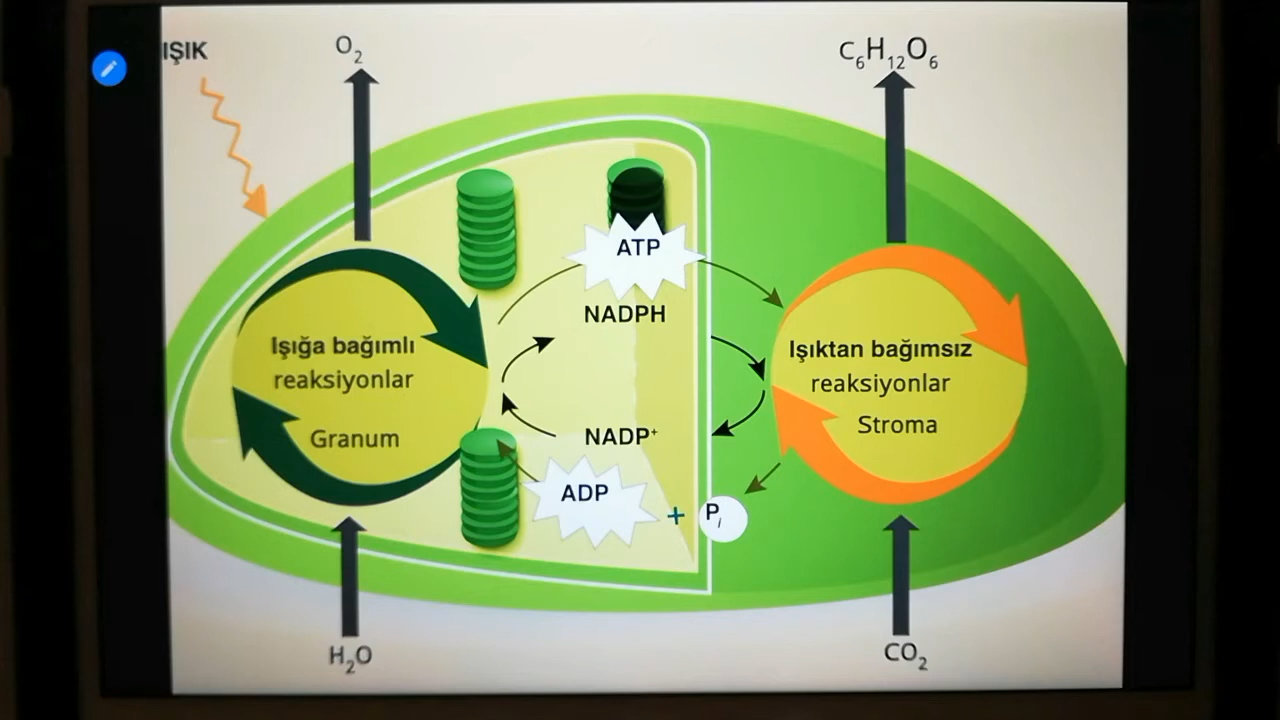 IŞIK
O₂
C₆H₁₂O₆
ATP
NADPH
Işığa bağımlı
reaksiyonlar
Granum
Işıktan bağımsız
reaksiyonlar
Stroma
NADP⁺
ADP
+ Pᵢ
H₂O
CO₂